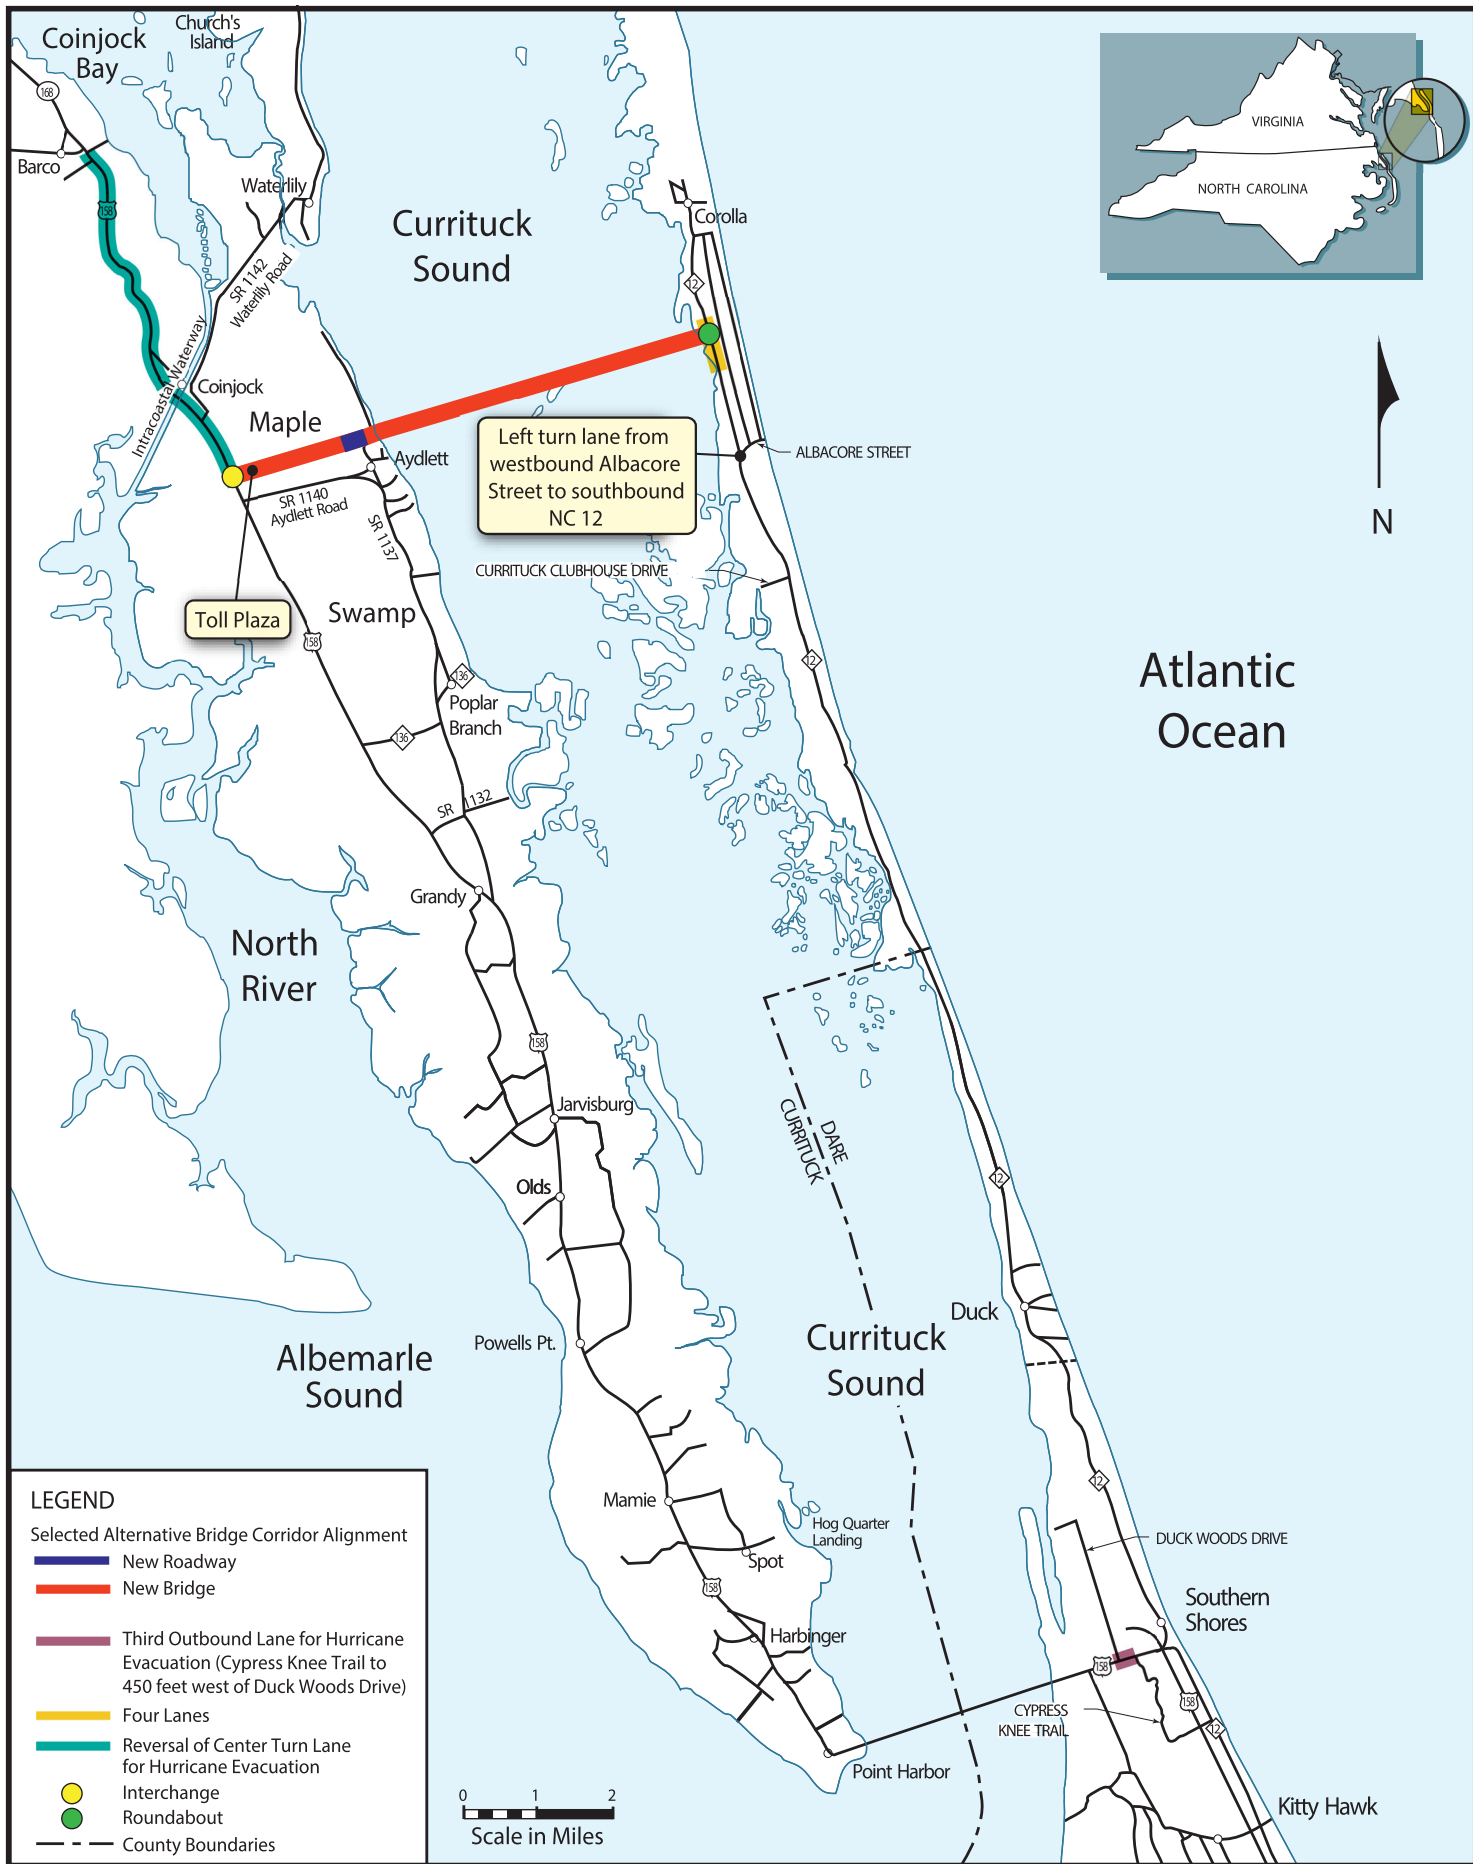 Coinjock
Bay
Church's
Island
168
Barco
158
Waterlily
SR 1142
Waterlily Road
Intracoastal Waterway
Coinjock
Maple
Currituck
Sound
Corolla
12
VIRGINIA
NORTH CAROLINA
N
Left turn lane from
westbound Albacore
Street to southbound
NC 12
ALBACORE STREET
Aydlett
SR 1140
Aydlett Road
SR 1137
CURRITUCK CLUBHOUSE DRIVE
Toll Plaza
Swamp
158
12
136
Poplar
Branch
136
SR 1132
Atlantic
Ocean
Grandy
North
River
158
Jarvisburg
DARE
CURRITUCK
12
Olds
Duck
Powells Pt.
Albemarle
Sound
Currituck
Sound
12
Mamie
Hog Quarter
Landing
Spot
DUCK WOODS DRIVE
158
Southern
Shores
Harbinger
158
158
12
CYPRESS
KNEE TRAIL
Point Harbor
Kitty Hawk
LEGEND
Selected Alternative Bridge Corridor Alignment
New Roadway
New Bridge
Third Outbound Lane for Hurricane
Evacuation (Cypress Knee Trail to
450 feet west of Duck Woods Drive)
Four Lanes
Reversal of Center Turn Lane
for Hurricane Evacuation
Interchange
Roundabout
County Boundaries
0 1 2
Scale in Miles